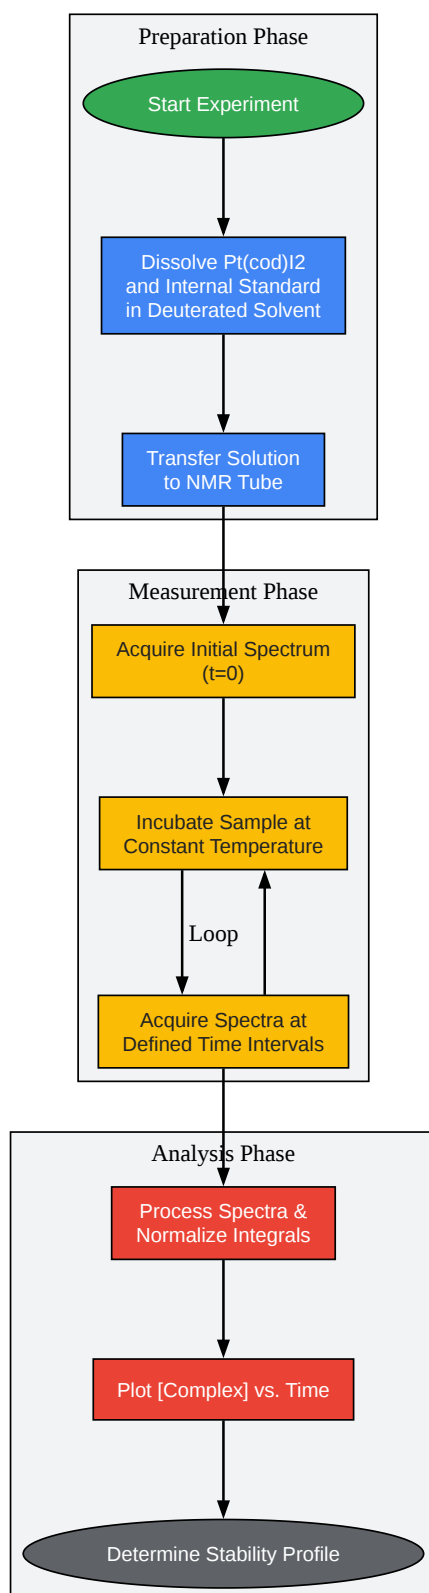 Preparation Phase
Start Experiment
Dissolve Pt(cod)I2
and Internal Standard
in Deuterated Solvent
Transfer Solution
to NMR Tube
Measurement Phase
Acquire Initial Spectrum
(t=0)
Incubate Sample at
Constant Temperature
Loop
Acquire Spectra at
Defined Time Intervals
Analysis Phase
Process Spectra &
Normalize Integrals
Plot [Complex] vs. Time
Determine Stability Profile